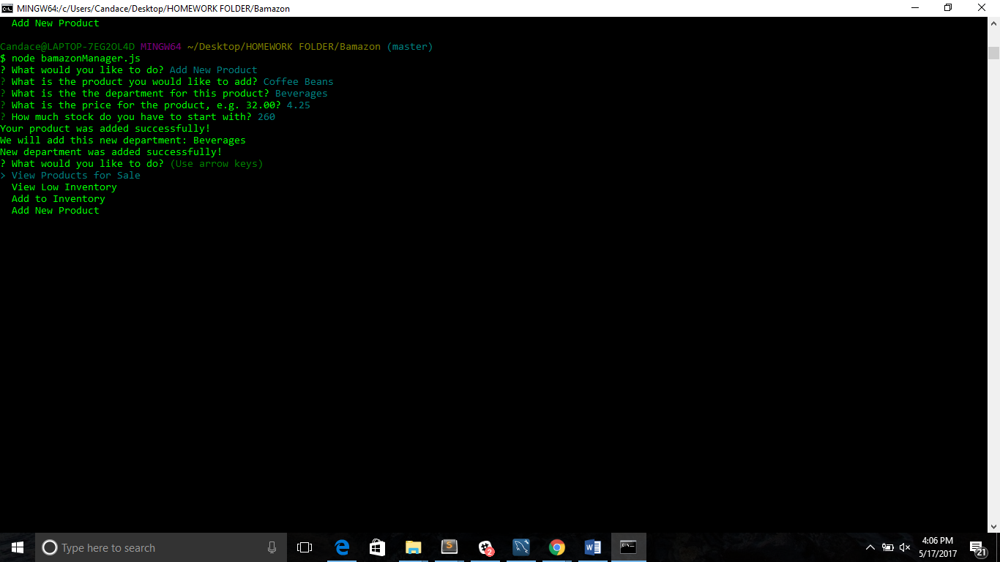 MINGW64:/c/Users/Candace/Desktop/HOMEWORK FOLDER/Bamazon
Add New Product
Candace@LAPTOP-7EG2OL4D MINGW64 ~/Desktop/HOMEWORK FOLDER/Bamazon (master)
$ node bamazonManager.js
? What would you like to do? Add New Product
? What is the product you would like to add? Coffee Beans
? What is the the department for this product? Beverages
? What is the price for the product, e.g. 32.00? 4.25
? How much stock do you have to start with? 260
Your product was added successfully!
We will add this new department: Beverages
New department was added successfully!
? What would you like to do? (Use arrow keys)
> View Products for Sale
View Low Inventory
Add to Inventory
Add New Product
Type here to search
S
2
W
C:\.
4:06 PM
5/17/2017
21